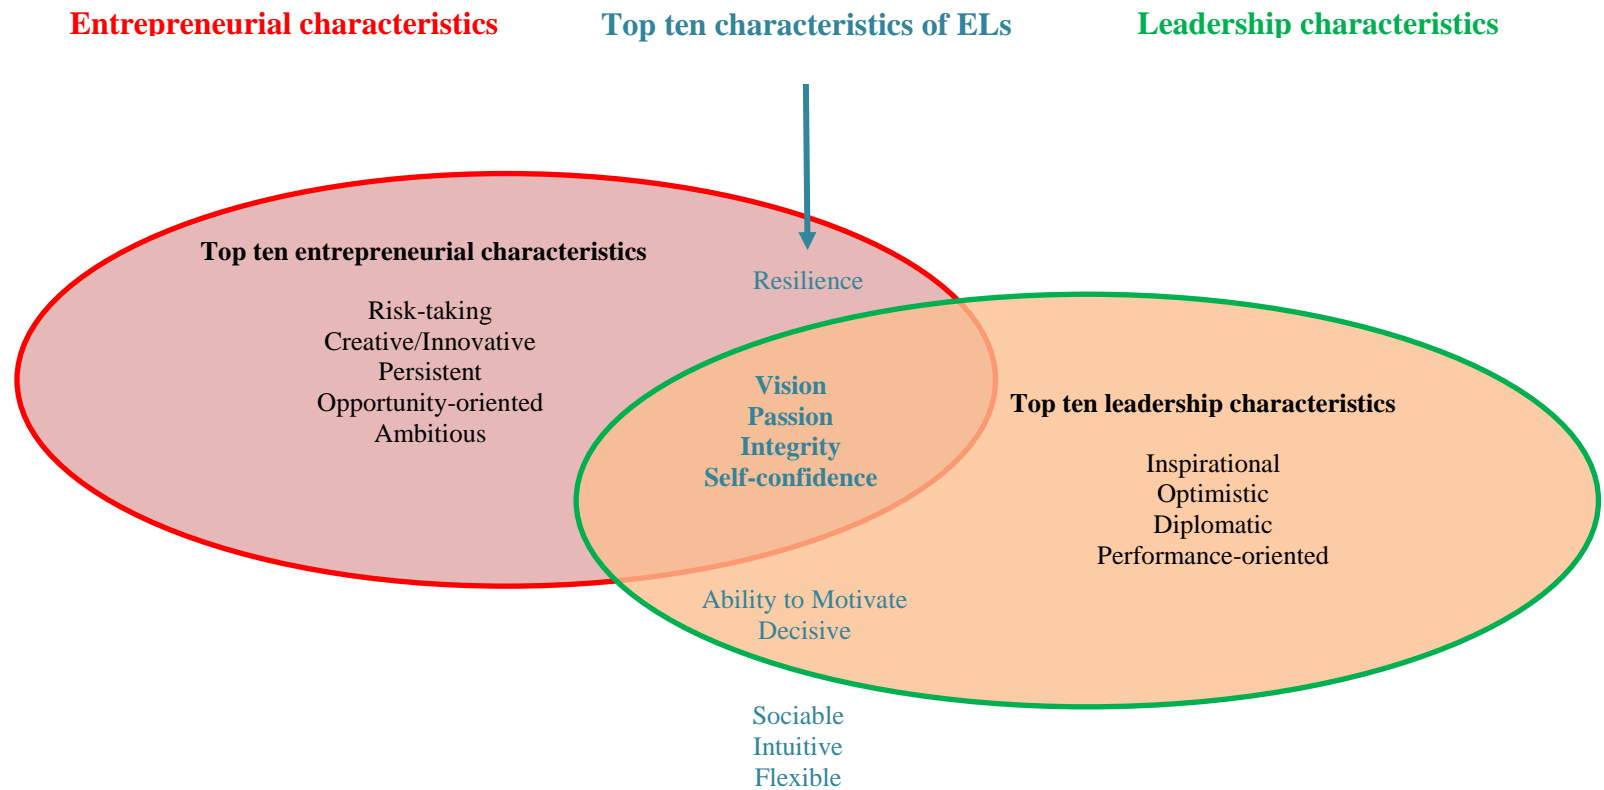 Entrepreneurial characteristics
Top ten characteristics of ELs
Leadership characteristics
Top ten entrepreneurial characteristics
Risk-taking
Creative/Innovative
Persistent
Opportunity-oriented
Ambitious
Resilience
Vision
Passion
Integrity
Self-confidence
Top ten leadership characteristics
Inspirational
Optimistic
Diplomatic
Performance-oriented
Ability to Motivate
Decisive
Sociable
Intuitive
Flexible